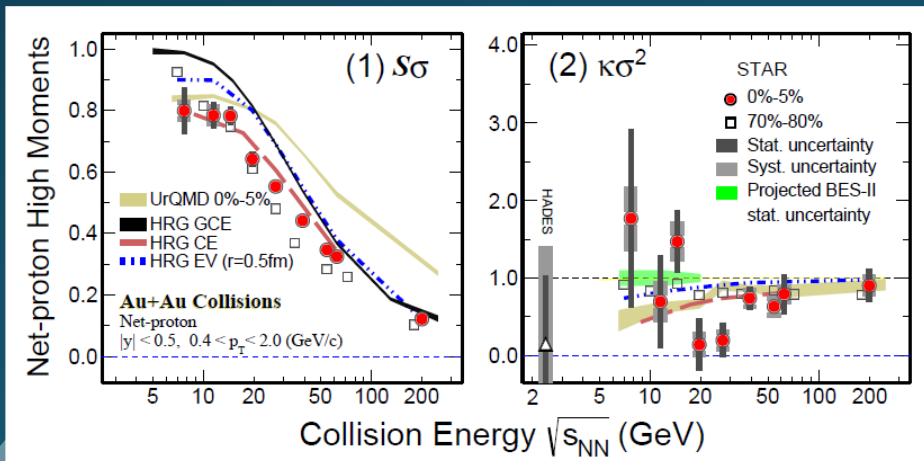 Net-proton High Moments
1.0
0.8
0.6
0.4
0.2
0.0
(1) Sσ
UrQMD 0%-5%
HRG GCE
HRG CE
HRG EV (r=0.5fm)
Au+Au Collisions
Net-proton
|y| < 0.5, 0.4 < p_T < 2.0 (GeV/c)
5 10 20 50 100 200
4.0
3.0
2.0
1.0
0.0
(2) κσ²
STAR
0%-5%
70%-80%
Stat. uncertainty
Syst. uncertainty
Projected BES-II
stat. uncertainty
HADES
2 5 10 20 50 100 200
Collision Energy √s_NN (GeV)